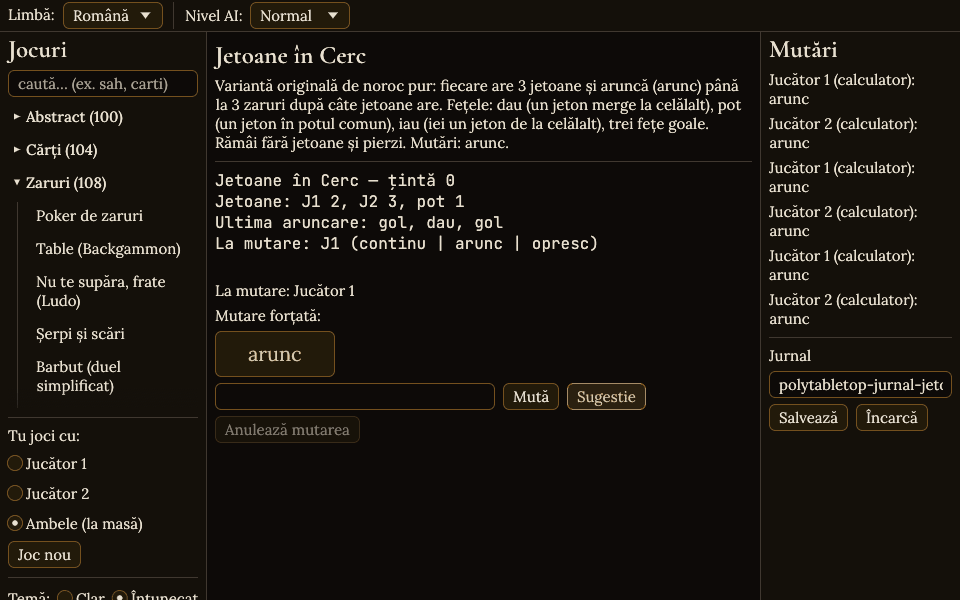 Limbă: Română ▼ Nivel AI: Normal ▼
Jocuri
caută... (ex. sah, carti)
▸ Abstract (100)
▸ Cărți (104)
▾ Zaruri (108)
Poker de zaruri
Table (Backgammon)
Nu te supăra, frate
(Ludo)
Șerpi și scări
Barbut (duel
simplificat)
Tu joci cu:
Jucător 1
Jucător 2
Ambele (la masă)
Joc nou
Temă: Clar Întunecat
Jetoane în Cerc
Variantă originală de noroc pur: fiecare are 3 jetoane și aruncă (arunc) până
la 3 zaruri după câte jetoane are. Fețele: dau (un jeton merge la celălalt), pot
(un jeton în potul comun), iau (iei un jeton de la celălalt), trei fețe goale.
Rămâi fără jetoane și pierzi. Mutări: arunc.
Jetoane în Cerc — țintă 0
Jetoane: J1 2, J2 3, pot 1
Ultima aruncare: gol, dau, gol
La mutare: J1 (continu | arunc | opresc)
La mutare: Jucător 1
Mutare forțată:
arunc
Mută Sugestie
Anulează mutarea
Mutări
Jucător 1 (calculator):
arunc
Jucător 2 (calculator):
arunc
Jucător 1 (calculator):
arunc
Jucător 2 (calculator):
arunc
Jucător 1 (calculator):
arunc
Jucător 2 (calculator):
arunc
Jurnal
polytabletop-jurnal-jeto
Salvează Încarcă